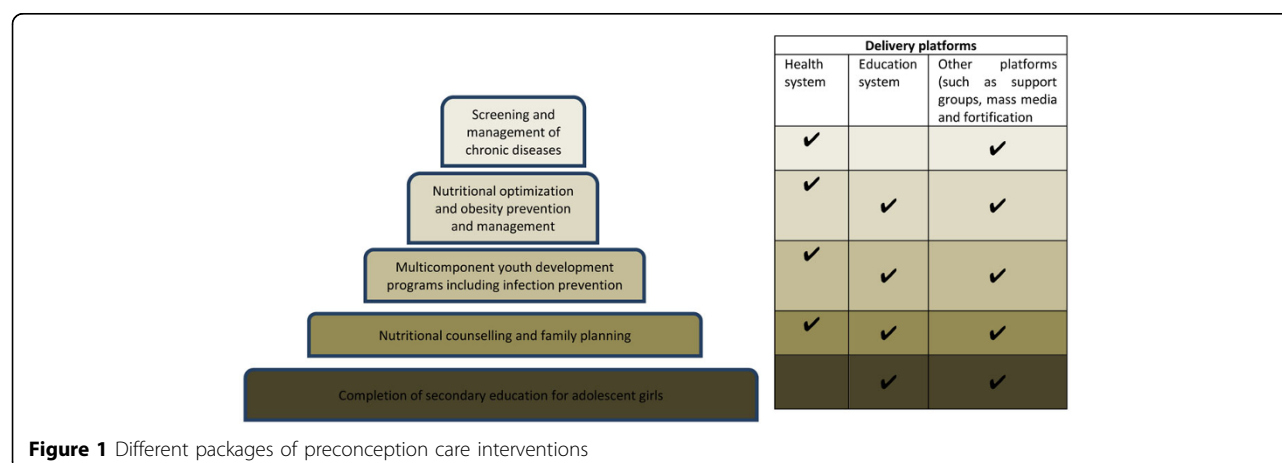 Screening and
management of
chronic diseases
Nutritional optimization
and obesity prevention
and management
Multicomponent youth development
programs including infection prevention
Nutritional counselling and family planning
Completion of secondary education for adolescent girls
Delivery platforms
Health
system
Education
system
Other platforms
(such as support
groups, mass media
and fortification
✔ ✔
✔ ✔ ✔
✔ ✔ ✔
✔ ✔ ✔
✔ ✔
Figure 1 Different packages of preconception care interventions